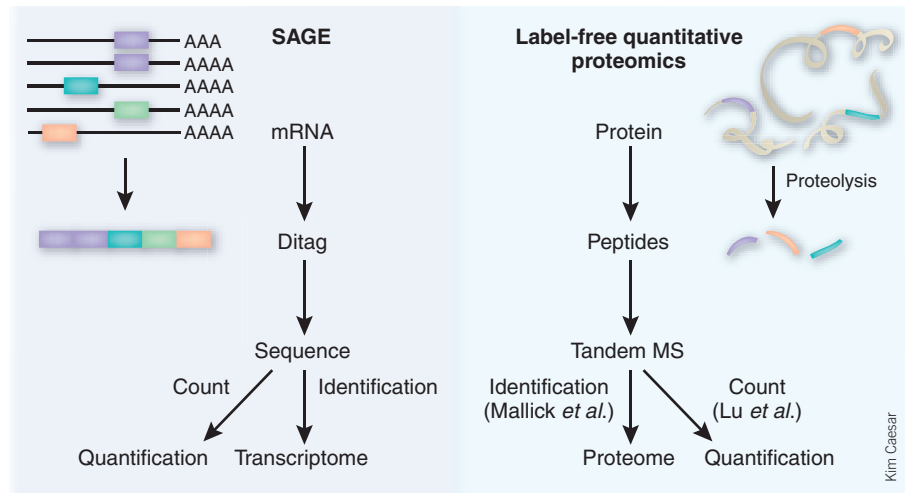 SAGE
AAA
AAAA
AAAA
AAAA
AAAA
mRNA
Ditag
Sequence
Count
Identification
Quantification
Transcriptome
Label-free quantitative
proteomics
Protein
Proteolysis
Peptides
Tandem MS
Identification
(Mallick et al.)
Count
(Lu et al.)
Proteome
Quantification
Kim Caesar